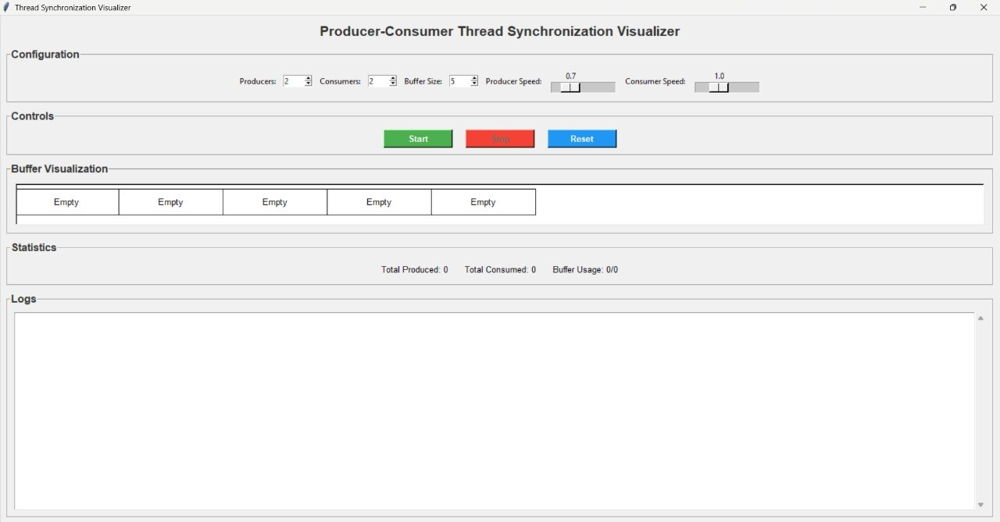 Thread Synchronization Visualizer
Producer-Consumer Thread Synchronization Visualizer
Configuration
Producers: 2 Consumers: 2 Buffer Size: 5 Producer Speed: 0.7 Consumer Speed: 1.0
Controls
Start Stop Reset
Buffer Visualization
Empty Empty Empty Empty Empty
Statistics
Total Produced: 0 Total Consumed: 0 Buffer Usage: 0/0
Logs